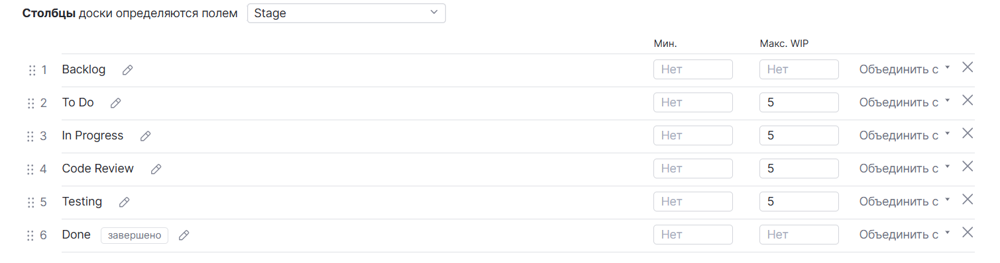 Столбцы доски определяются полем Stage
Мин. Макс. WIP
1 Backlog Нет Нет Объединить с
2 To Do Нет 5 Объединить с
3 In Progress Нет 5 Объединить с
4 Code Review Нет 5 Объединить с
5 Testing Нет 5 Объединить с
6 Done завершено Нет Нет Объединить с